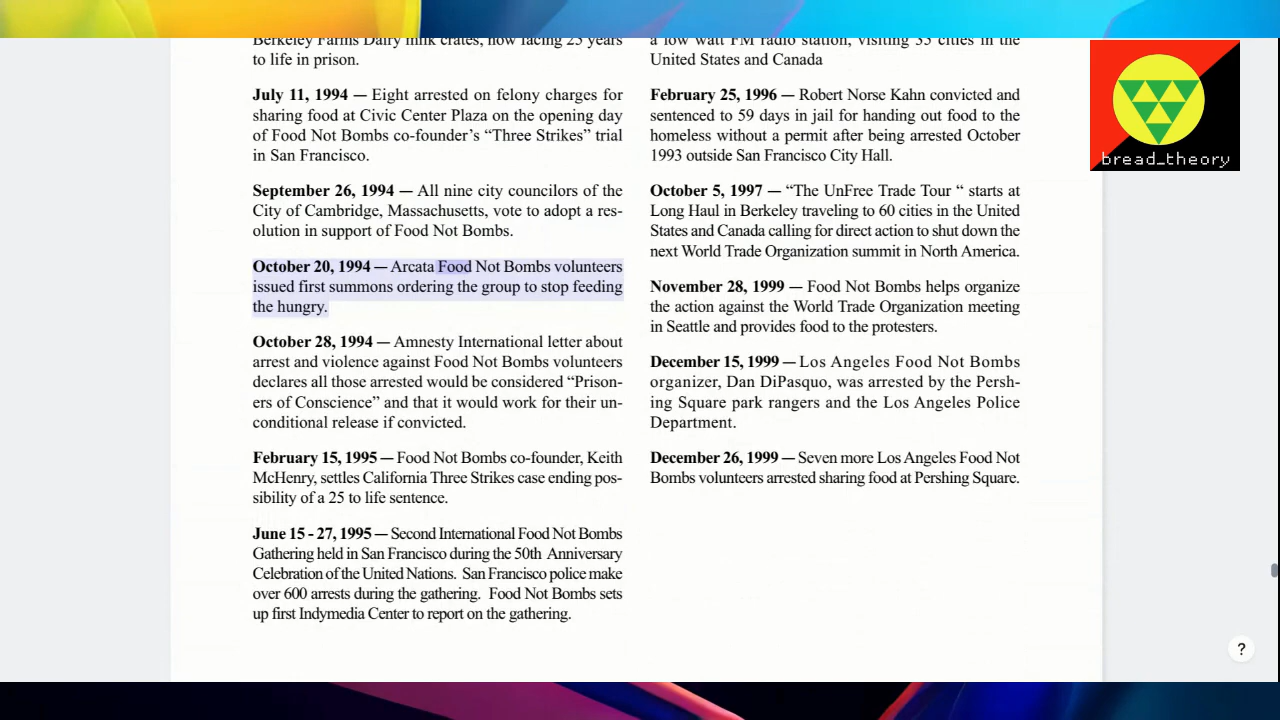 Berkeley Farms Dairy milk crates, now facing 25 years
to life in prison.
July 11, 1994 — Eight arrested on felony charges for
sharing food at Civic Center Plaza on the opening day
of Food Not Bombs co-founder’s “Three Strikes” trial
in San Francisco.
September 26, 1994 — All nine city councilors of the
City of Cambridge, Massachusetts, vote to adopt a res-
olution in support of Food Not Bombs.
October 20, 1994 — Arcata Food Not Bombs volunteers
issued first summons ordering the group to stop feeding
the hungry.
October 28, 1994 — Amnesty International letter about
arrest and violence against Food Not Bombs volunteers
declares all those arrested would be considered “Prison-
ers of Conscience” and that it would work for their un-
conditional release if convicted.
February 15, 1995 — Food Not Bombs co-founder, Keith
McHenry, settles California Three Strikes case ending pos-
sibility of a 25 to life sentence.
June 15 - 27, 1995 — Second International Food Not Bombs
Gathering held in San Francisco during the 50th Anniversary
Celebration of the United Nations. San Francisco police make
over 600 arrests during the gathering. Food Not Bombs sets
up first Indymedia Center to report on the gathering.
a low watt FM radio station, visiting 35 cities in the
United States and Canada
February 25, 1996 — Robert Norse Kahn convicted and
sentenced to 59 days in jail for handing out food to the
homeless without a permit after being arrested October
1993 outside San Francisco City Hall.
October 5, 1997 — “The UnFree Trade Tour “ starts at
Long Haul in Berkeley traveling to 60 cities in the United
States and Canada calling for direct action to shut down the
next World Trade Organization summit in North America.
November 28, 1999 — Food Not Bombs helps organize
the action against the World Trade Organization meeting
in Seattle and provides food to the protesters.
December 15, 1999 — Los Angeles Food Not Bombs
organizer, Dan DiPasquo, was arrested by the Persh-
ing Square park rangers and the Los Angeles Police
Department.
December 26, 1999 — Seven more Los Angeles Food Not
Bombs volunteers arrested sharing food at Pershing Square.
bread_theory
?